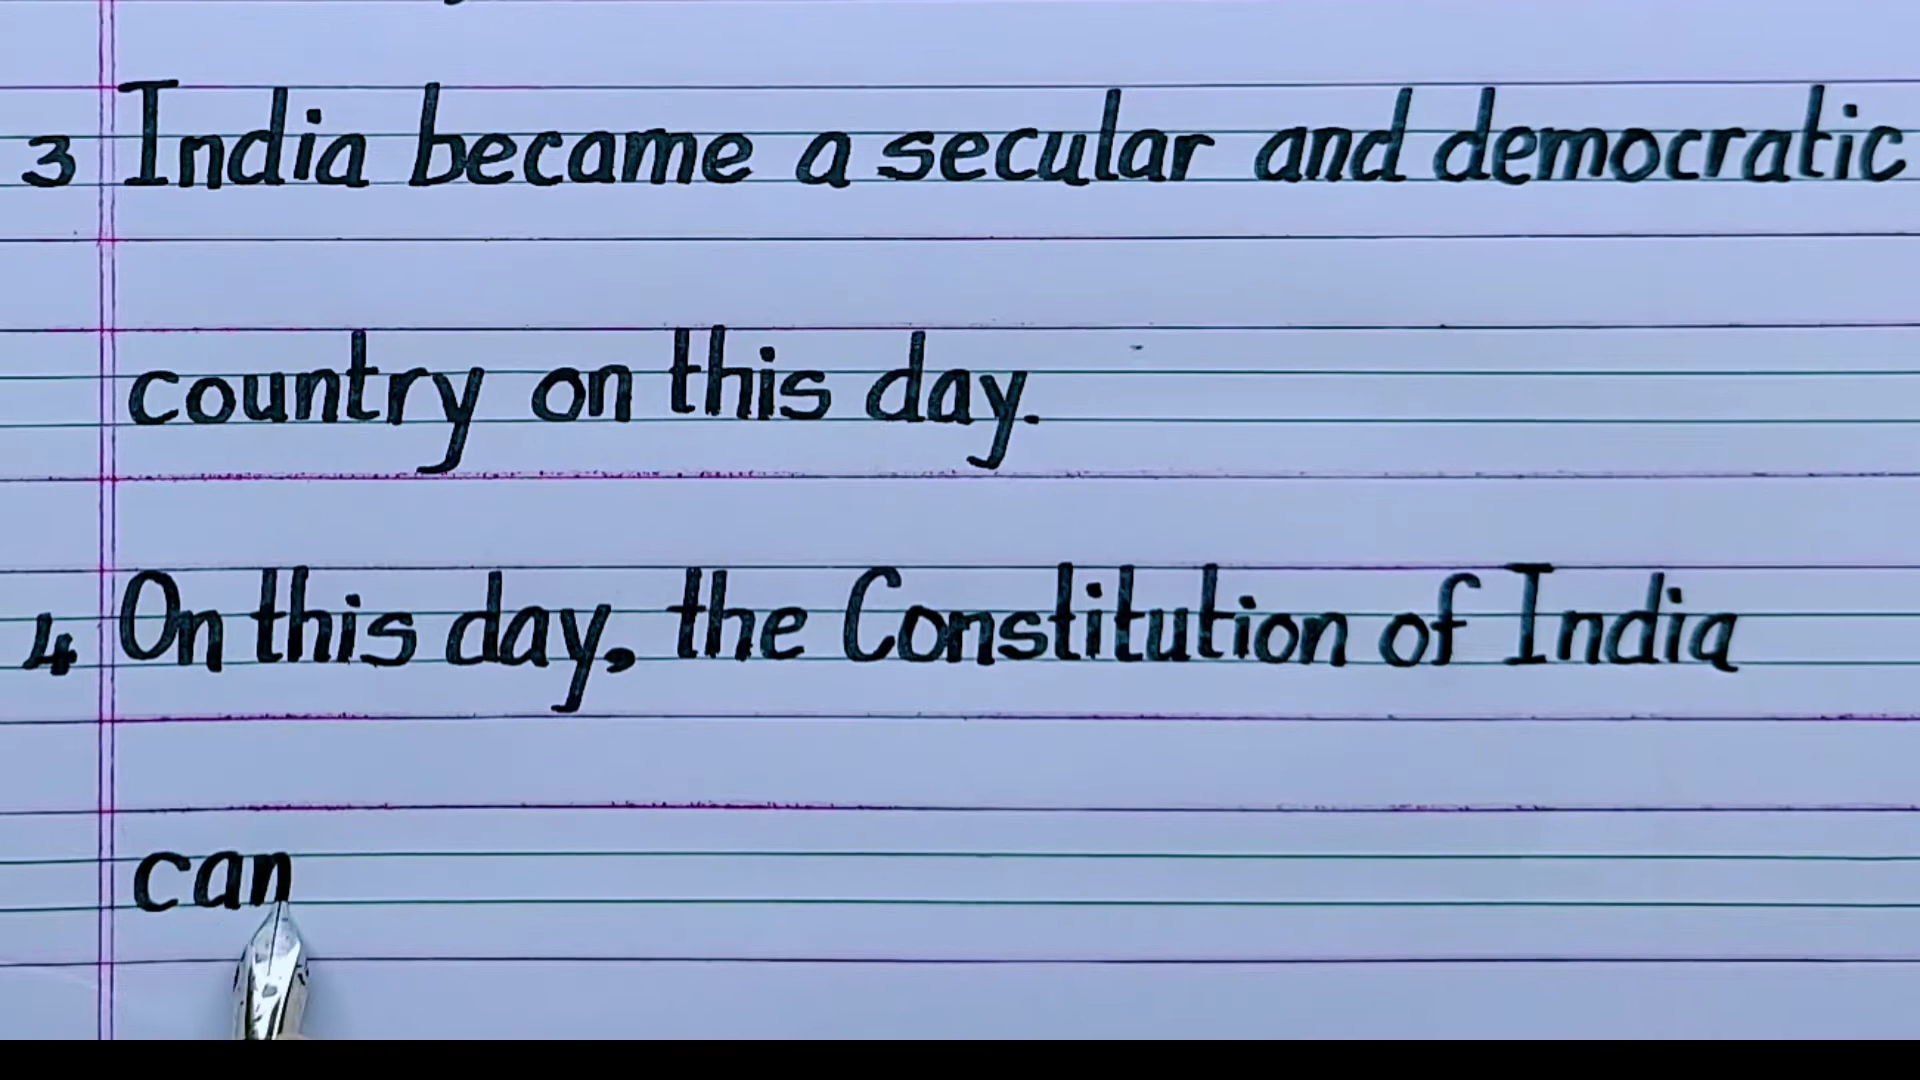 3 India became a secular and democratic
country on this day.
4 On this day, the Constitution of India
can